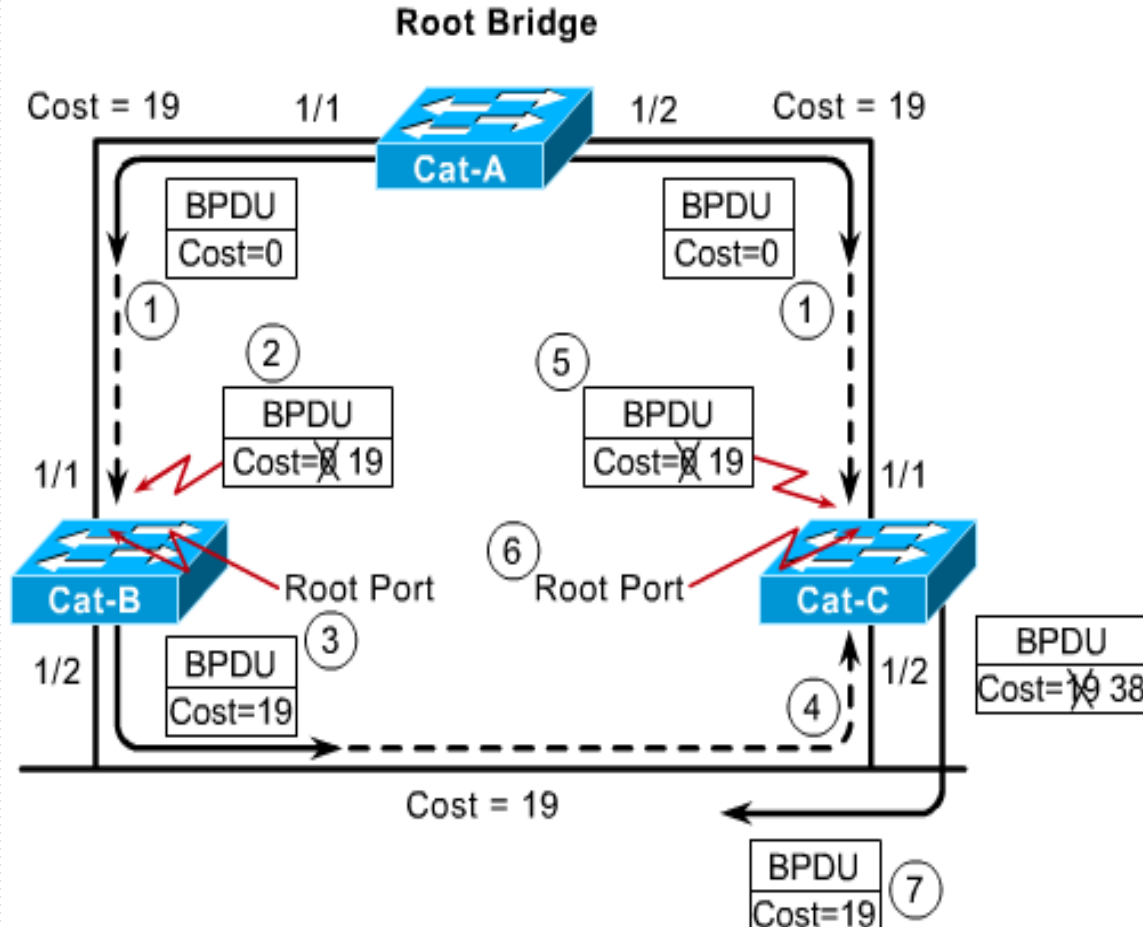 Root Bridge
Cost = 19
1/1
1/2
Cost = 19
Cat-A
BPDU
Cost=0
BPDU
Cost=0
1
1
2
5
BPDU
Cost=0 19
BPDU
Cost=0 19
1/1
1/1
6
Cat-B
Root Port
Root Port
Cat-C
3
BPDU
Cost=19
1/2
4
1/2
BPDU
Cost=19 38
Cost = 19
BPDU
Cost=19
7